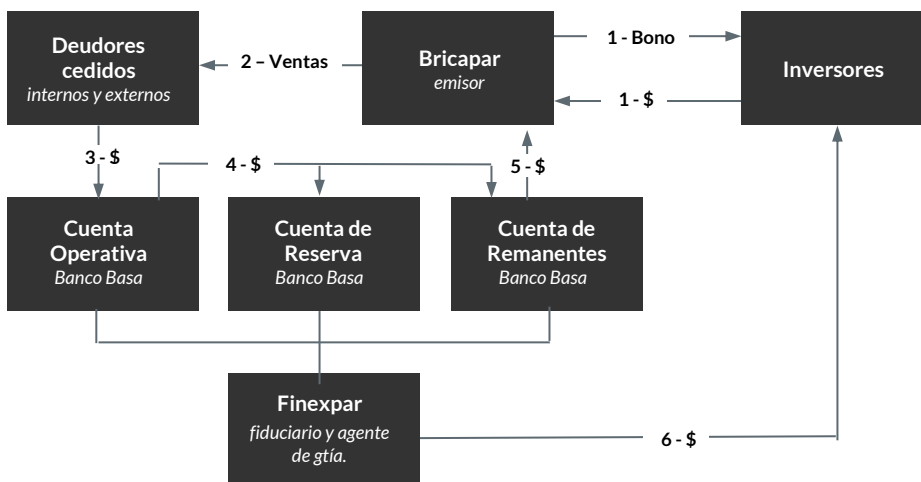 Deudores
cedidos
internos y externos
2 – Ventas
Bricapar
emisor
1 - Bono
1 - $
Inversores
3 - $
4 - $
5 - $
Cuenta
Operativa
Banco Basa
Cuenta de
Reserva
Banco Basa
Cuenta de
Remanentes
Banco Basa
Finexpar
fiduciario y agente
de gtía.
6 - $